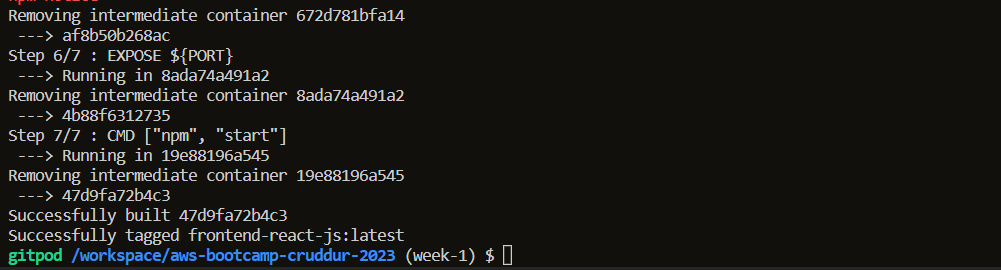 Removing intermediate container 672d781bfa14
---> af8b50b268ac
Step 6/7 : EXPOSE ${PORT}
---> Running in 8ada74a491a2
Removing intermediate container 8ada74a491a2
---> 4b88f6312735
Step 7/7 : CMD ["npm", "start"]
---> Running in 19e88196a545
Removing intermediate container 19e88196a545
---> 47d9fa72b4c3
Successfully built 47d9fa72b4c3
Successfully tagged frontend-react-js:latest
gitpod /workspace/aws-bootcamp-cruddur-2023 (week-1) $